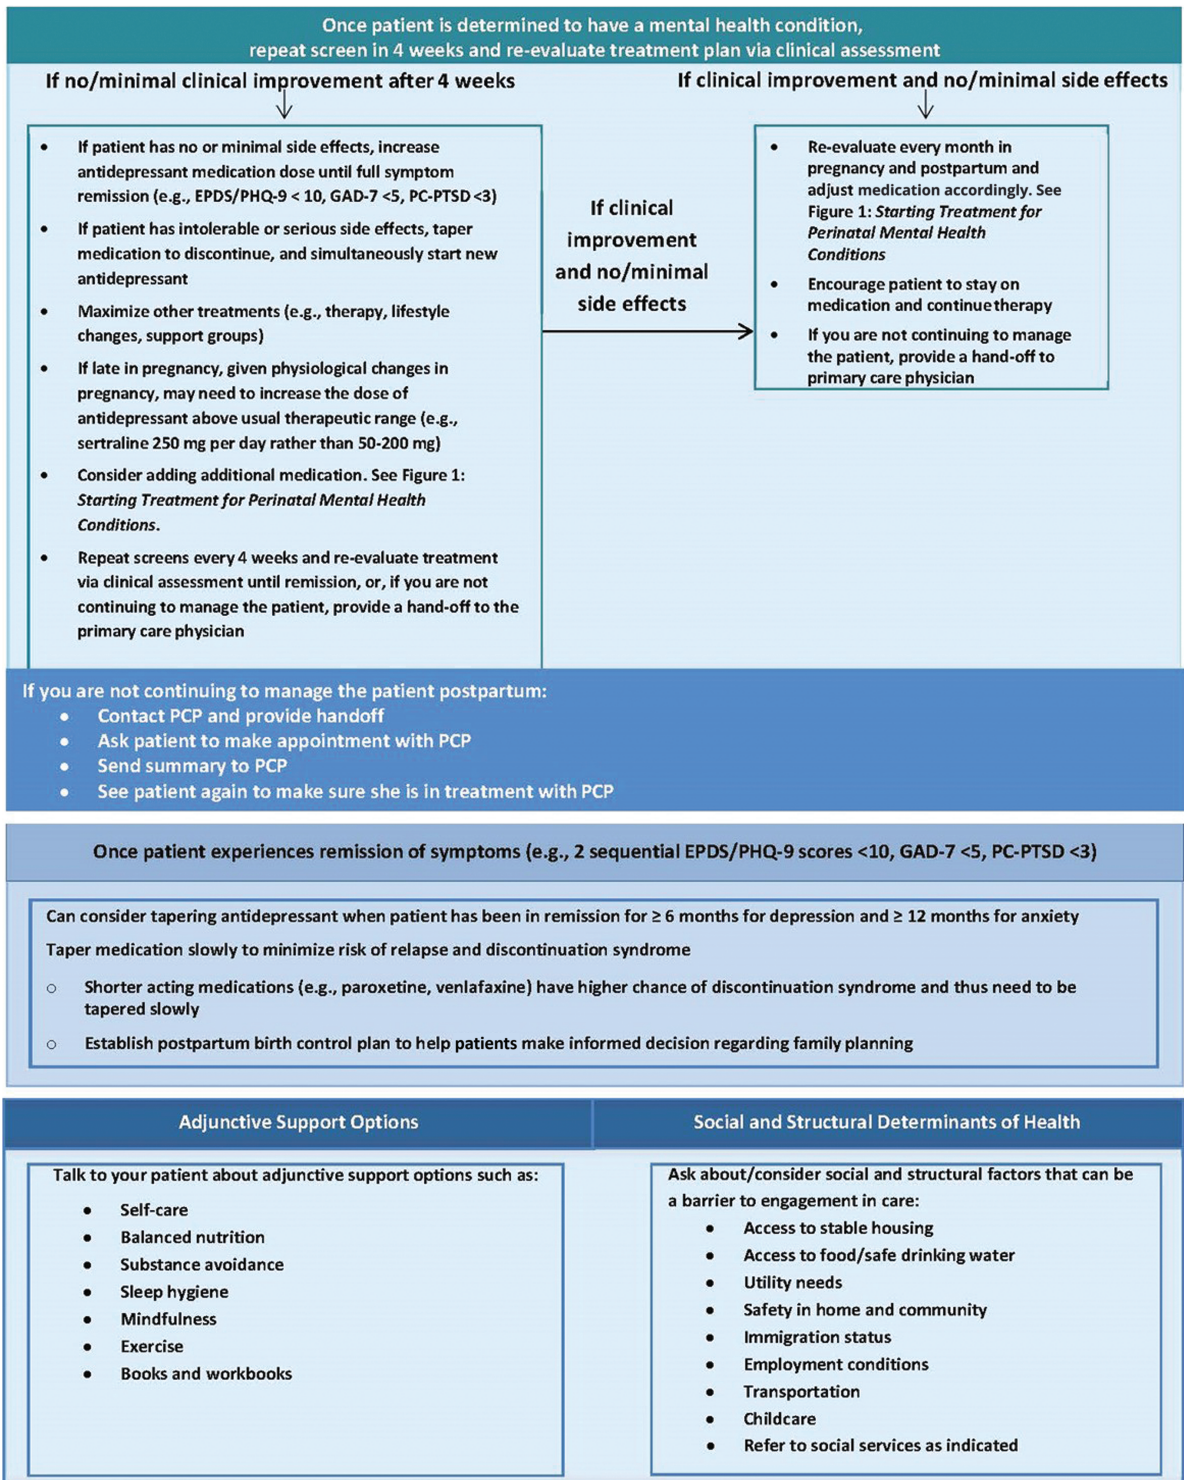 Once patient is determined to have a mental health condition,
repeat screen in 4 weeks and re-evaluate treatment plan via clinical assessment
If no/minimal clinical improvement after 4 weeks
• If patient has no or minimal side effects, increase
antidepressant medication dose until full symptom
remission (e.g., EPDS/PHQ-9 < 10, GAD-7 <5, PC-PTSD <3)
• If patient has intolerable or serious side effects, taper
medication to discontinue, and simultaneously start new
antidepressant
• Maximize other treatments (e.g., therapy, lifestyle
changes, support groups)
• If late in pregnancy, given physiological changes in
pregnancy, may need to increase the dose of
antidepressant above usual therapeutic range (e.g.,
sertraline 250 mg per day rather than 50-200 mg)
• Consider adding additional medication. See Figure 1:
Starting Treatment for Perinatal Mental Health
Conditions.
• Repeat screens every 4 weeks and re-evaluate treatment
via clinical assessment until remission, or, if you are not
continuing to manage the patient, provide a hand-off to the
primary care physician
If clinical
improvement
and no/minimal
side effects
If clinical improvement and no/minimal side effects
• Re-evaluate every month in
pregnancy and postpartum and
adjust medication accordingly. See
Figure 1: Starting Treatment for
Perinatal Mental Health
Conditions
• Encourage patient to stay on
medication and continue therapy
• If you are not continuing to manage
the patient, provide a hand-off to
primary care physician
If you are not continuing to manage the patient postpartum:
• Contact PCP and provide handoff
• Ask patient to make appointment with PCP
• Send summary to PCP
• See patient again to make sure she is in treatment with PCP
Once patient experiences remission of symptoms (e.g., 2 sequential EPDS/PHQ-9 scores <10, GAD-7 <5, PC-PTSD <3)
Can consider tapering antidepressant when patient has been in remission for ≥ 6 months for depression and ≥ 12 months for anxiety
Taper medication slowly to minimize risk of relapse and discontinuation syndrome
○ Shorter acting medications (e.g., paroxetine, venlafaxine) have higher chance of discontinuation syndrome and thus need to be
tapered slowly
○ Establish postpartum birth control plan to help patients make informed decision regarding family planning
Adjunctive Support Options
Talk to your patient about adjunctive support options such as:
• Self-care
• Balanced nutrition
• Substance avoidance
• Sleep hygiene
• Mindfulness
• Exercise
• Books and workbooks
Social and Structural Determinants of Health
Ask about/consider social and structural factors that can be
a barrier to engagement in care:
• Access to stable housing
• Access to food/safe drinking water
• Utility needs
• Safety in home and community
• Immigration status
• Employment conditions
• Transportation
• Childcare
• Refer to social services as indicated